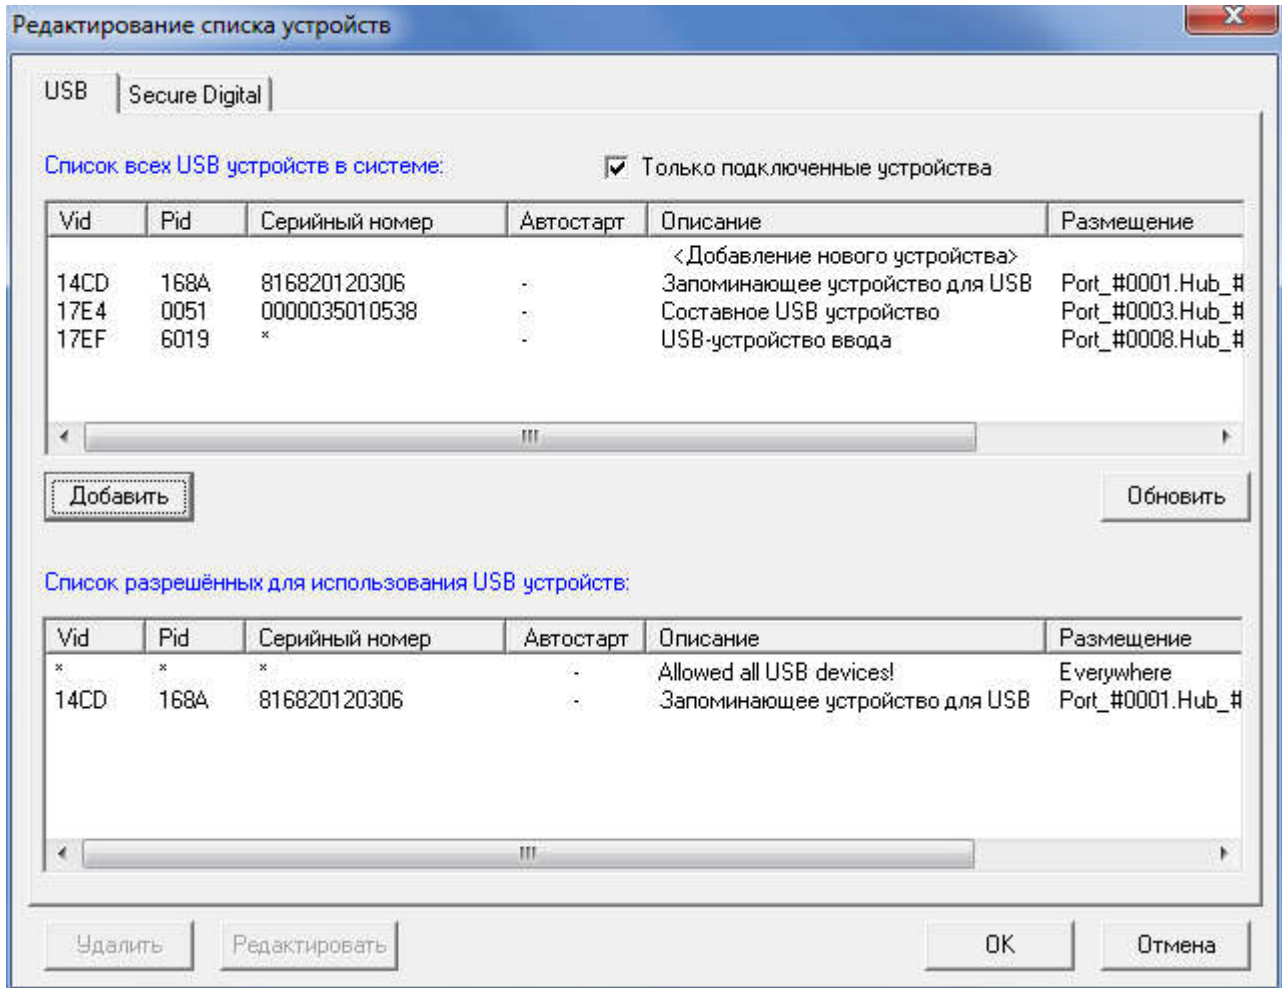 Редактирование списка устройств
USB Secure Digital
Список всех USB устройств в системе: Только подключенные устройства
Vid Pid Серийный номер Автостарт Описание Размещение
<Добавление нового устройства>
14CD 168A 816820120306 - Запоминающее устройство для USB Port_#0001.Hub_#
17E4 0051 0000035010538 - Составное USB устройство Port_#0003.Hub_#
17EF 6019 * - USB-устройство ввода Port_#0008.Hub_#
Добавить Обновить
Список разрешённых для использования USB устройств:
Vid Pid Серийный номер Автостарт Описание Размещение
* * * - Allowed all USB devices! Everywhere
14CD 168A 816820120306 - Запоминающее устройство для USB Port_#0001.Hub_#
Удалить Редактировать OK Отмена